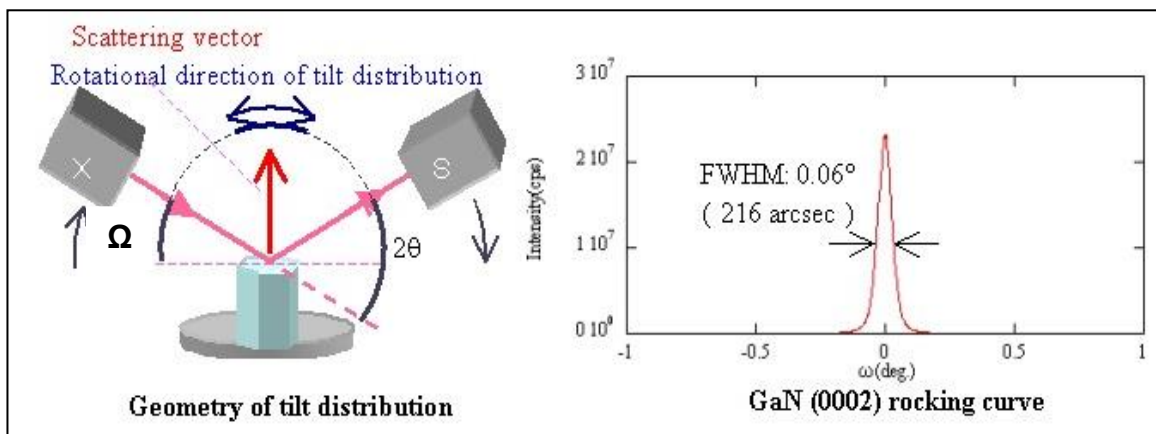 Scattering vector
Rotational direction of tilt distribution
X
S
Ω
2θ
Geometry of tilt distribution
Intensity(cps)
3 10⁷
2 10⁷
1 10⁷
0 10⁰
FWHM: 0.06°
( 216 arcsec )
-1
-0.5
0
0.5
1
ω(deg.)
GaN (0002) rocking curve